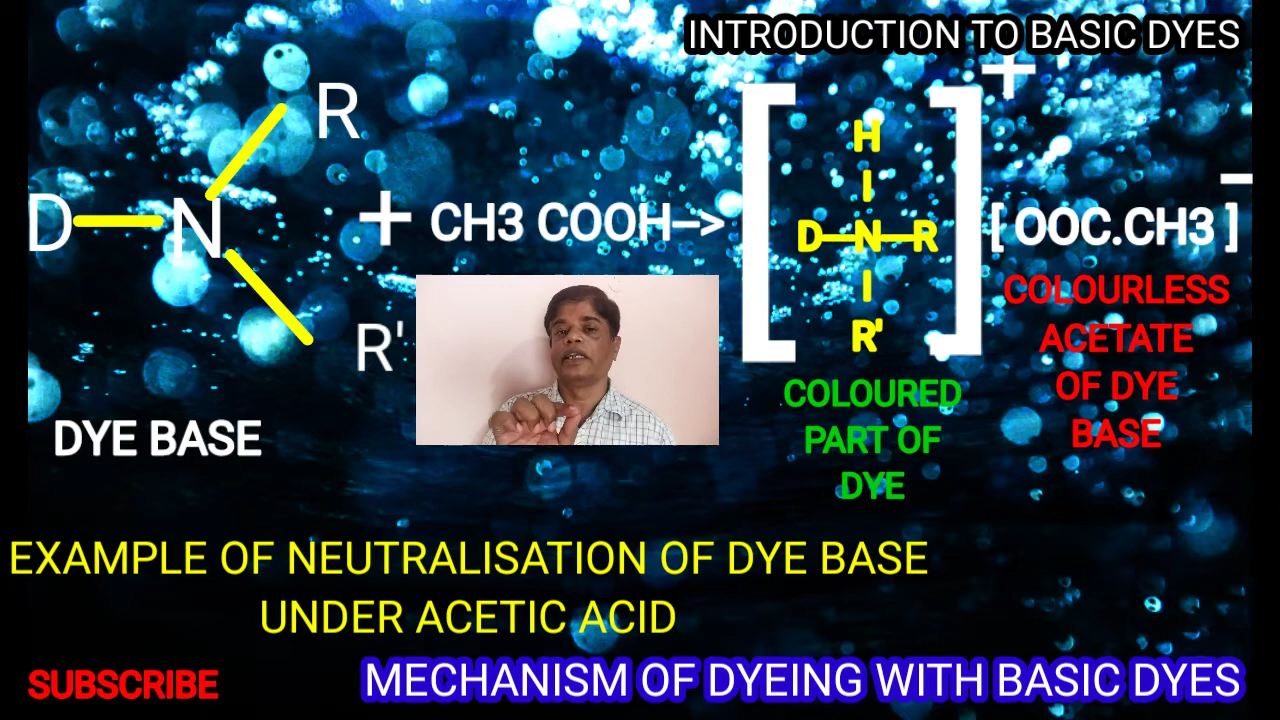 INTRODUCTION TO BASIC DYES
D N R R' + CH3 COOH–> [ H D N R R' ] + [ OOC.CH3 ] –
DYE BASE
COLOURED
PART OF
DYE
COLOURLESS
ACETATE
OF DYE
BASE
EXAMPLE OF NEUTRALISATION OF DYE BASE
UNDER ACETIC ACID
SUBSCRIBE
MECHANISM OF DYEING WITH BASIC DYES